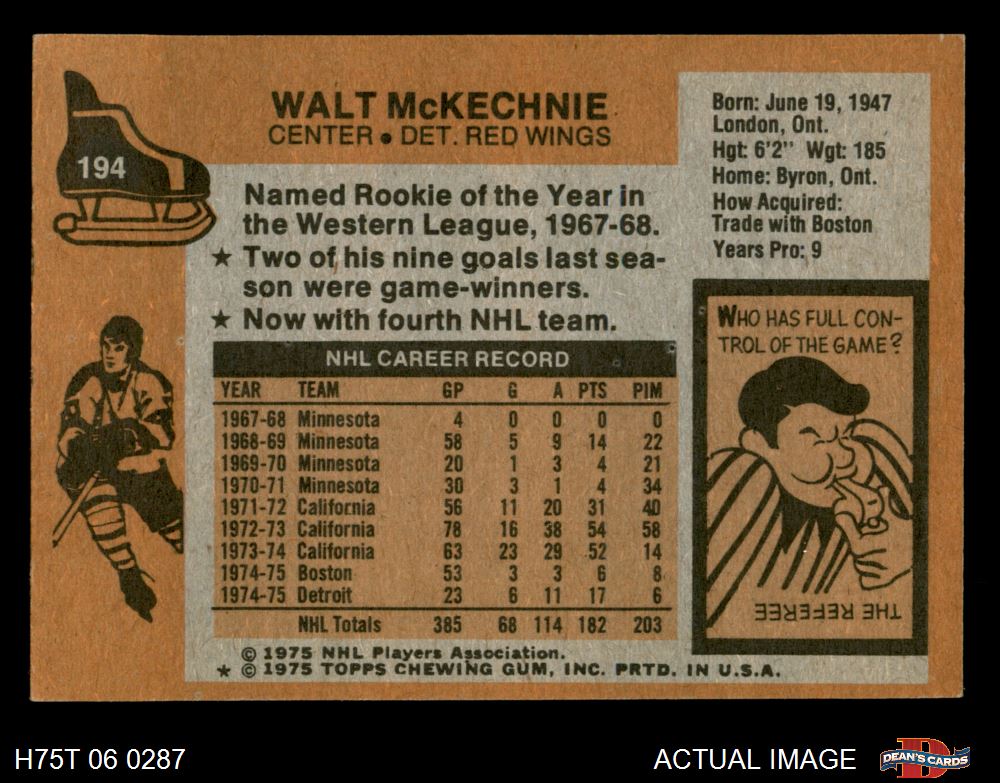 194
WALT McKECHNIE
CENTER • DET. RED WINGS
Born: June 19, 1947
London, Ont.
Hgt: 6'2" Wgt: 185
Home: Byron, Ont.
How Acquired:
Trade with Boston
Years Pro: 9
Named Rookie of the Year in
the Western League, 1967-68.
★ Two of his nine goals last sea-
son were game-winners.
★ Now with fourth NHL team.
NHL CAREER RECORD
YEAR TEAM GP G A PTS PIM
1967-68 Minnesota 4 0 0 0 0
1968-69 Minnesota 58 5 9 14 22
1969-70 Minnesota 20 1 3 4 21
1970-71 Minnesota 30 3 1 4 34
1971-72 California 56 11 20 31 40
1972-73 California 78 16 38 54 58
1973-74 California 63 23 29 52 14
1974-75 Boston 53 3 3 6 8
1974-75 Detroit 23 6 11 17 6
NHL Totals 385 68 114 182 203
WHO HAS FULL CON-
TROL OF THE GAME?
THE REFEREE
© 1975 NHL Players Association.
★ © 1975 TOPPS CHEWING GUM, INC. PRTD. IN U.S.A.
H75T 06 0287
ACTUAL IMAGE
D
DEAN'S CARDS